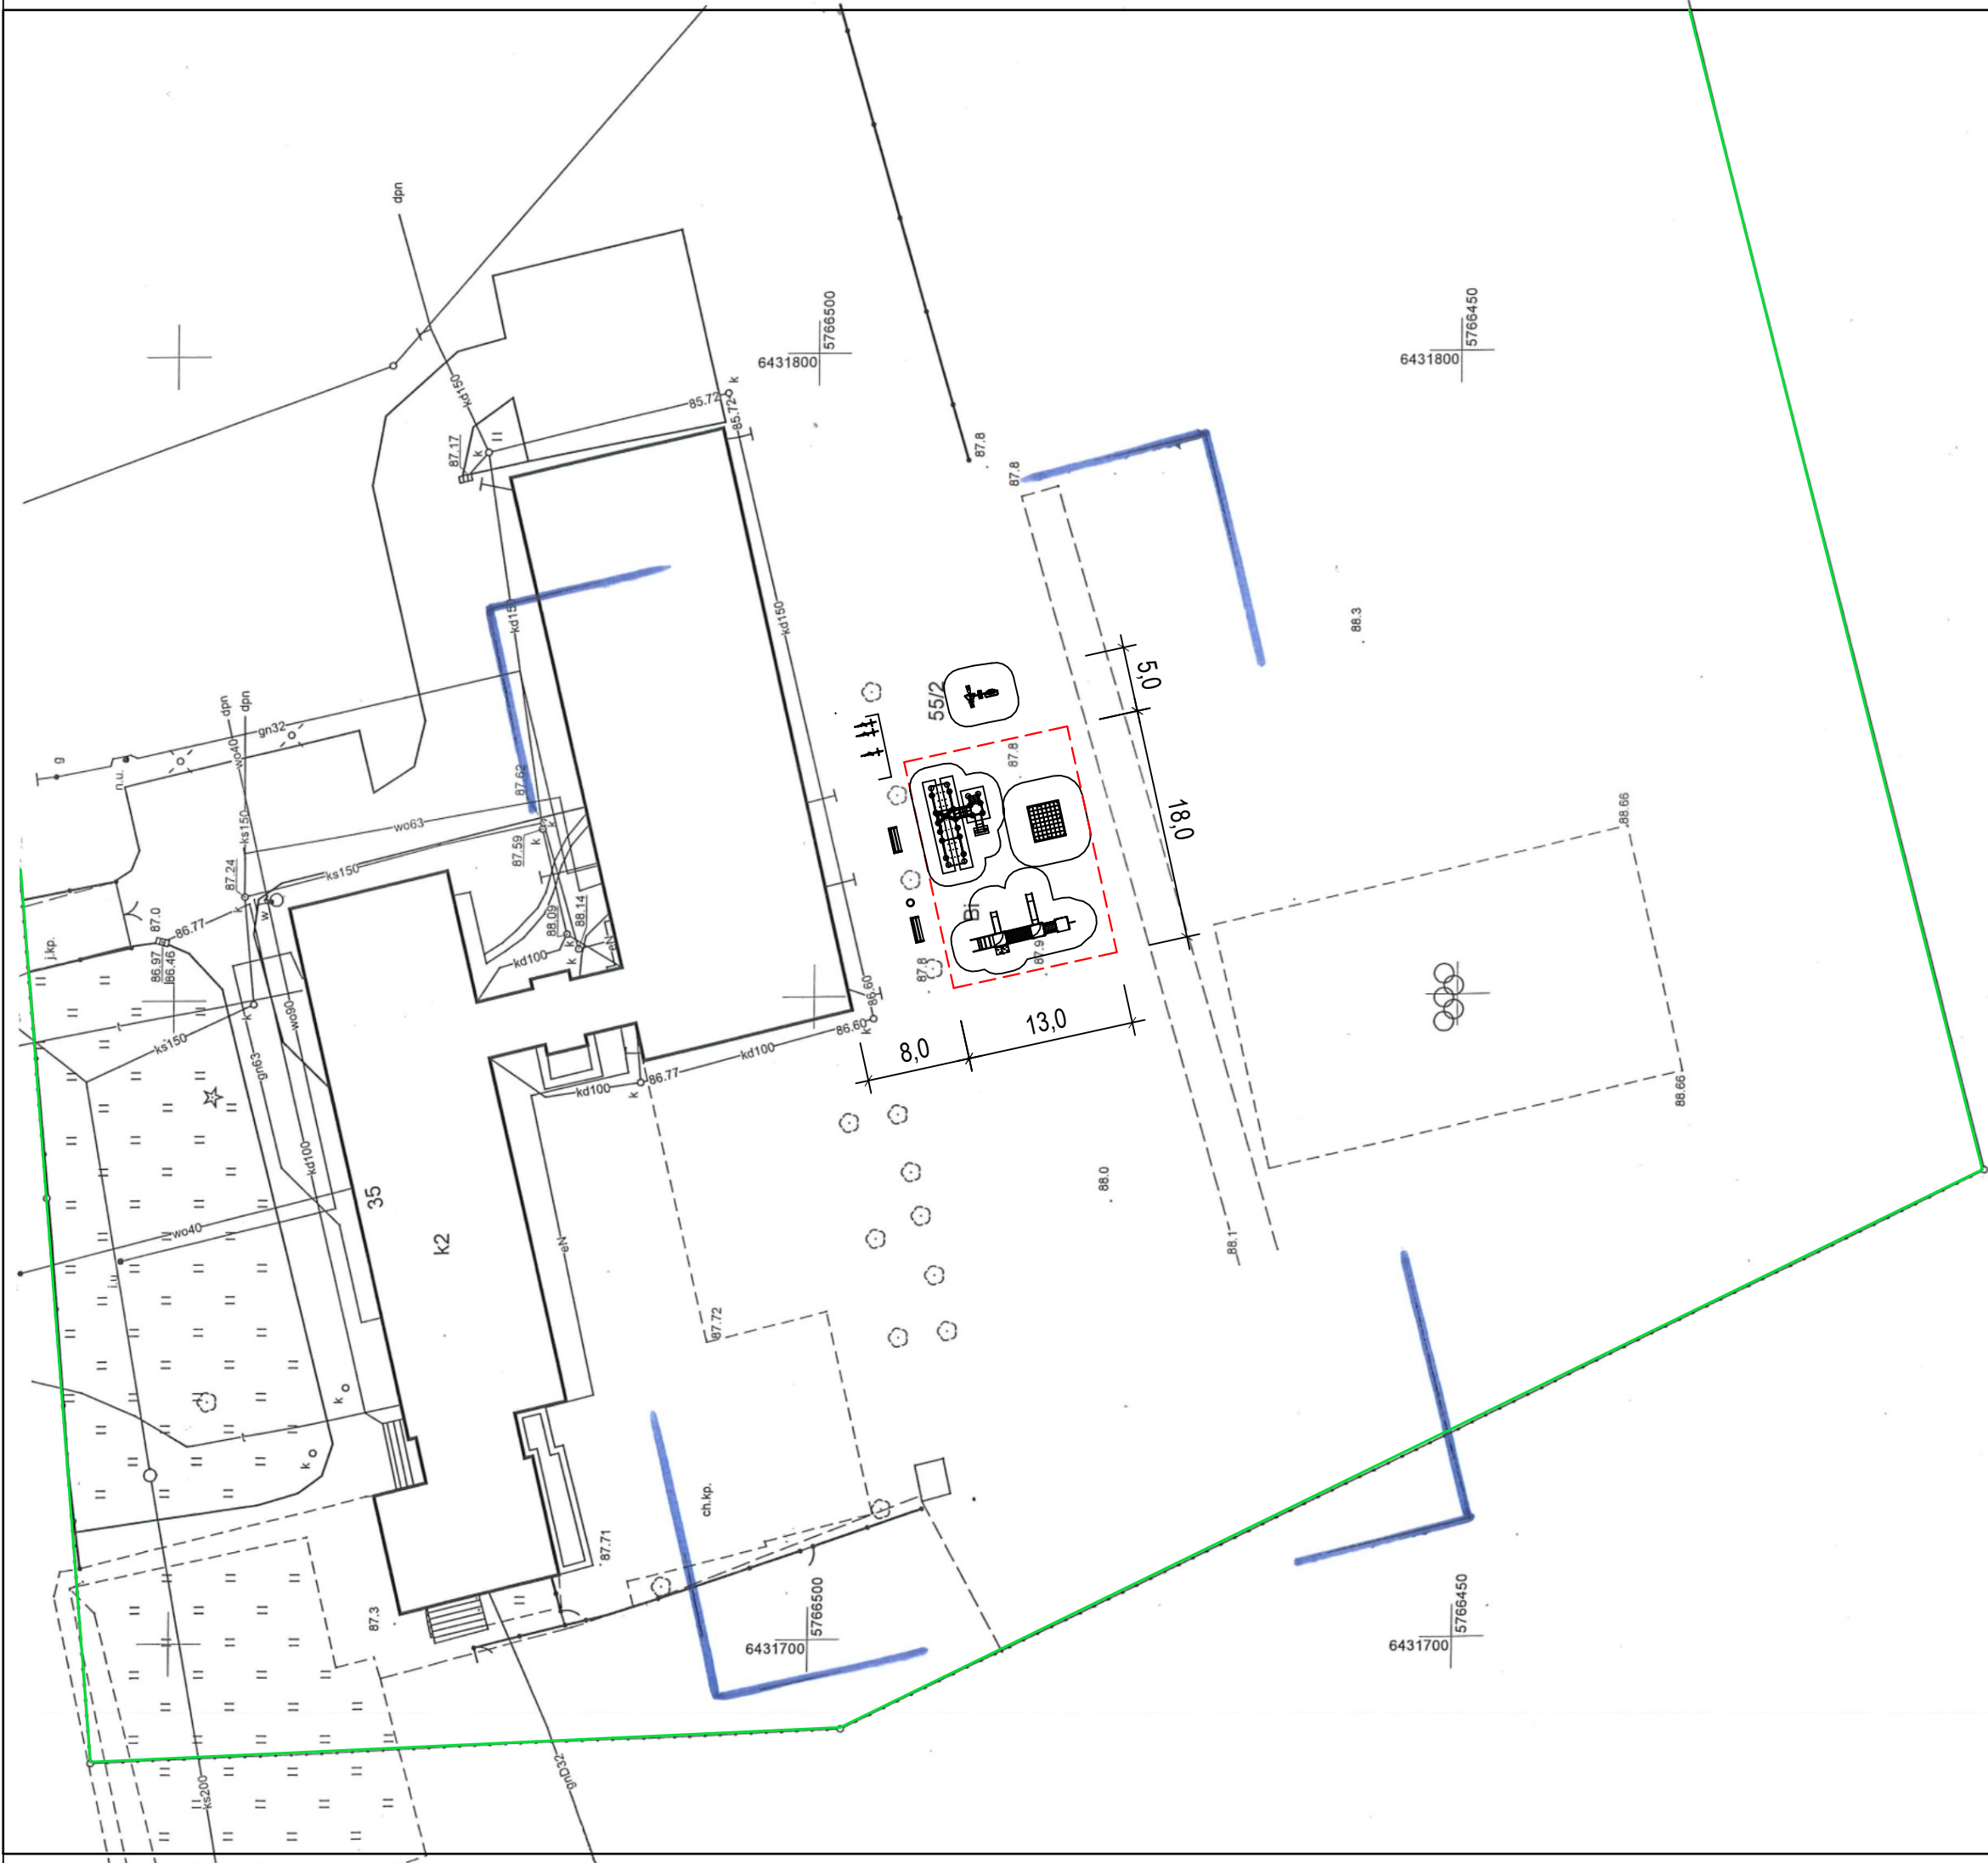 dpn
5766500
6431800
5766450
6431800
kd150
85.72
k
85.72
87.17
k
87.8
87.8
kd15
kd150
88.3
5,0
55/2
dpn
dpn
gn32
wo40
g
n.u.
87.8
87.62
18,0
88.66
wo63
ks150
k
k
87.59
87.24
ks150
k
w
87.0
86.77
j.kp.
86.97
86.46
88.09
88.14
k
k
eN
kd100
Bi
87.9
87.8
86.60
86.60
k
13,0
8,0
wo90
k
t
ks150
gn63
kd100
kd100
86.77
k
88.66
kd100
35
k2
wo40
i.u
eN
88.0
88.1
87.72
k
t
k
ch.kp.
87.71
87.3
5766500
6431700
5766450
6431700
ks200
gnD32